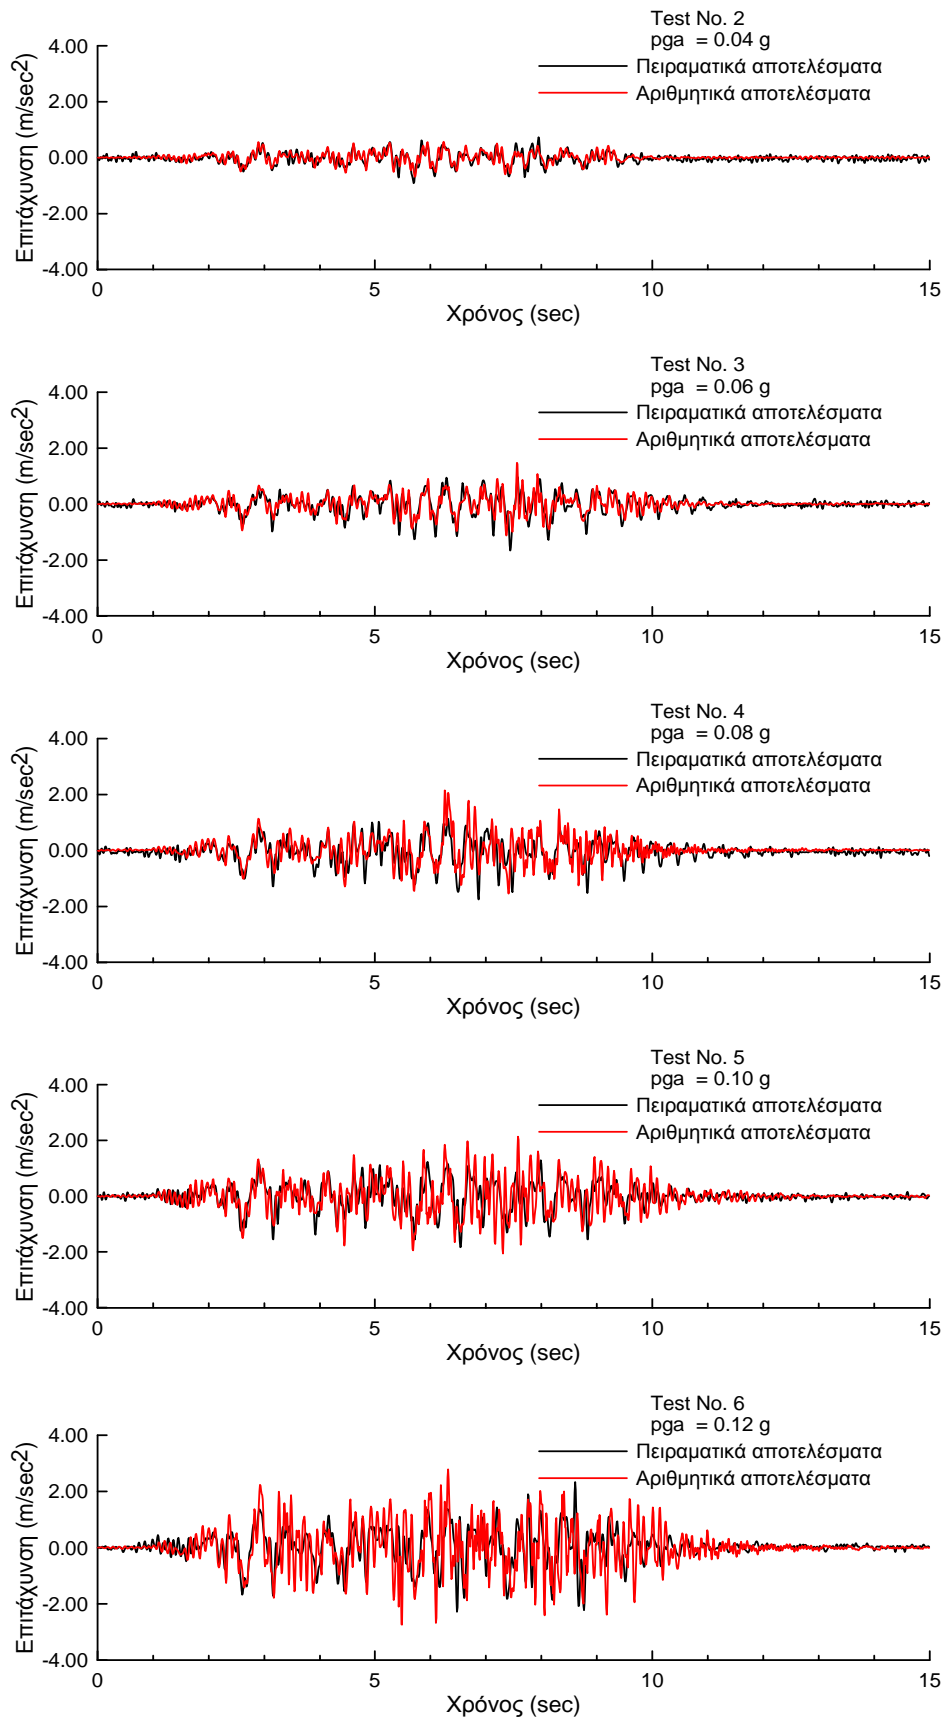 Test No. 2
pga = 0.04 g
Πειραματικά αποτελέσματα
Αριθμητικά αποτελέσματα
Επιτάχυνση (m/sec2)
4.00
2.00
0.00
-2.00
-4.00
0 5 10 15
Χρόνος (sec)
Test No. 3
pga = 0.06 g
Πειραματικά αποτελέσματα
Αριθμητικά αποτελέσματα
Επιτάχυνση (m/sec2)
4.00
2.00
0.00
-2.00
-4.00
0 5 10 15
Χρόνος (sec)
Test No. 4
pga = 0.08 g
Πειραματικά αποτελέσματα
Αριθμητικά αποτελέσματα
Επιτάχυνση (m/sec2)
4.00
2.00
0.00
-2.00
-4.00
0 5 10 15
Χρόνος (sec)
Test No. 5
pga = 0.10 g
Πειραματικά αποτελέσματα
Αριθμητικά αποτελέσματα
Επιτάχυνση (m/sec2)
4.00
2.00
0.00
-2.00
-4.00
0 5 10 15
Χρόνος (sec)
Test No. 6
pga = 0.12 g
Πειραματικά αποτελέσματα
Αριθμητικά αποτελέσματα
Επιτάχυνση (m/sec2)
4.00
2.00
0.00
-2.00
-4.00
0 5 10 15
Χρόνος (sec)